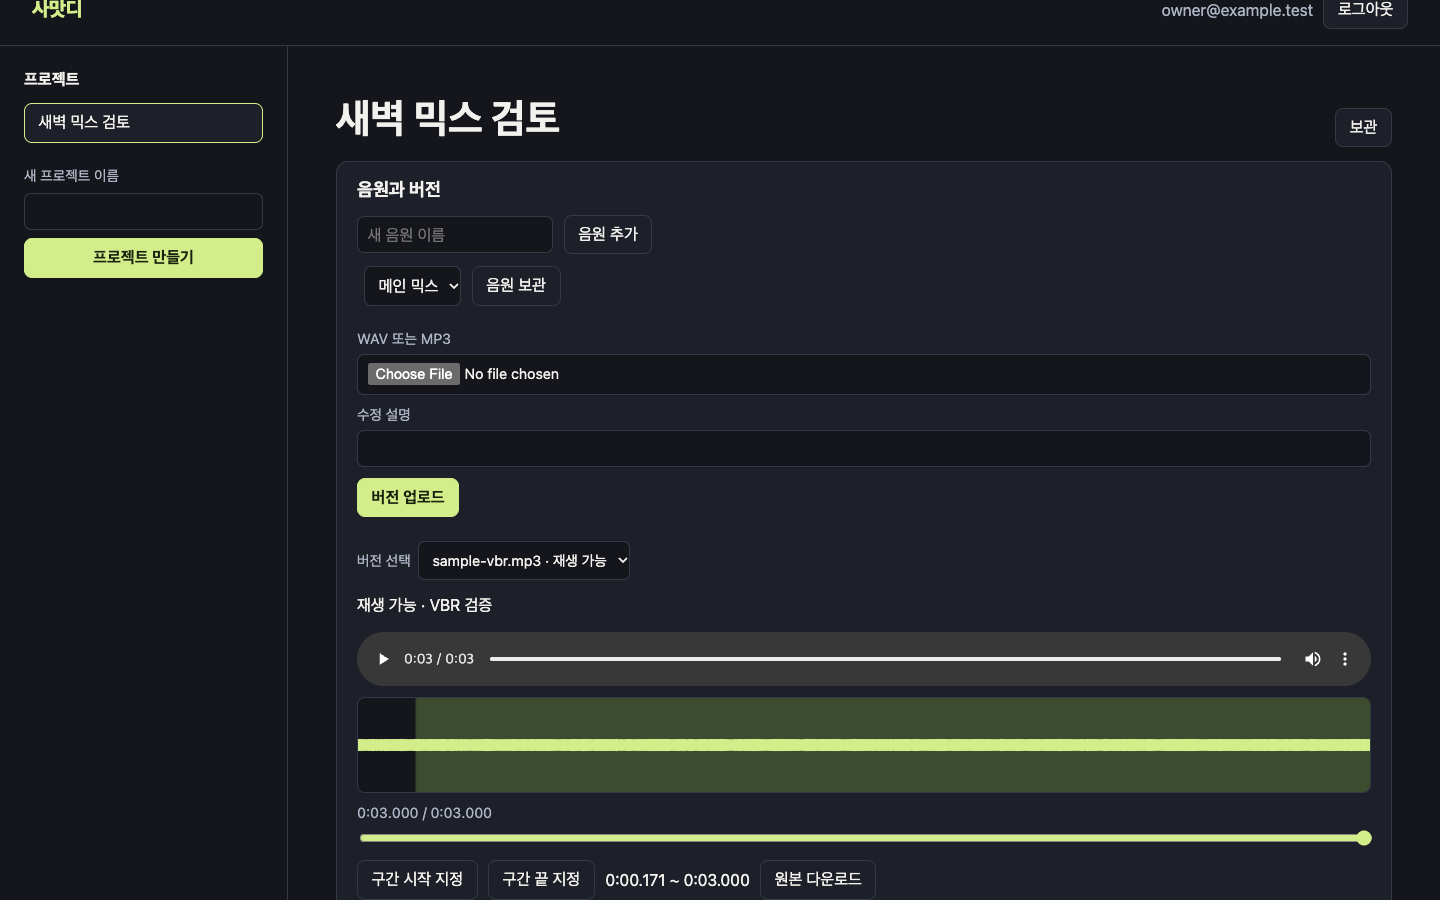 사맛디
owner@example.test
로그아웃
프로젝트
새벽 믹스 검토
새 프로젝트 이름
프로젝트 만들기
새벽 믹스 검토
보관
음원과 버전
새 음원 이름
음원 추가
메인 믹스
음원 보관
WAV 또는 MP3
Choose File No file chosen
수정 설명
버전 업로드
버전 선택
sample-vbr.mp3 · 재생 가능
재생 가능 · VBR 검증
0:03 / 0:03
0:03.000 / 0:03.000
구간 시작 지정
구간 끝 지정
0:00.171 ~ 0:03.000
원본 다운로드